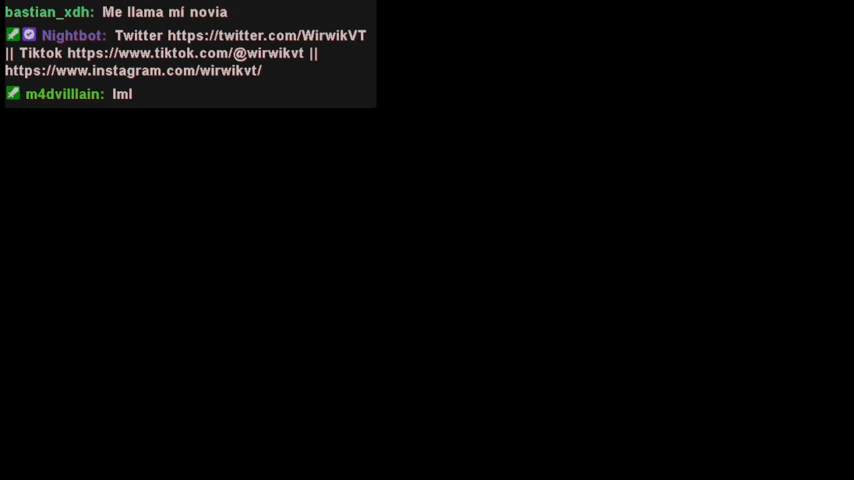 bastian_xdh: Me llama mí novia
Nightbot: Twitter https://twitter.com/WirwikVT
|| Tiktok https://www.tiktok.com/@wirwikvt ||
https://www.instagram.com/wirwikvt/
m4dvilllain: lml